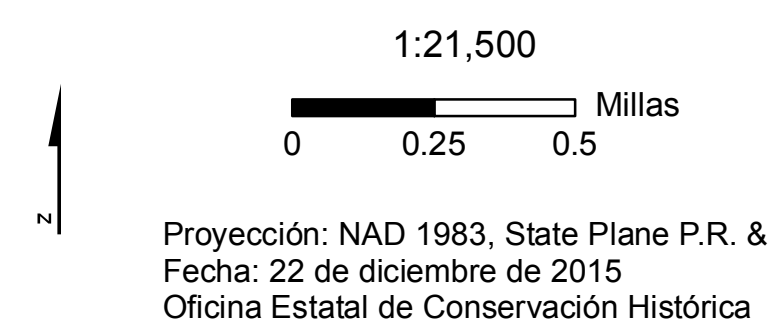 1:21,500
Millas
0 0.25 0.5
N
Proyección: NAD 1983, State Plane P.R. &
Fecha: 22 de diciembre de 2015
Oficina Estatal de Conservación Histórica